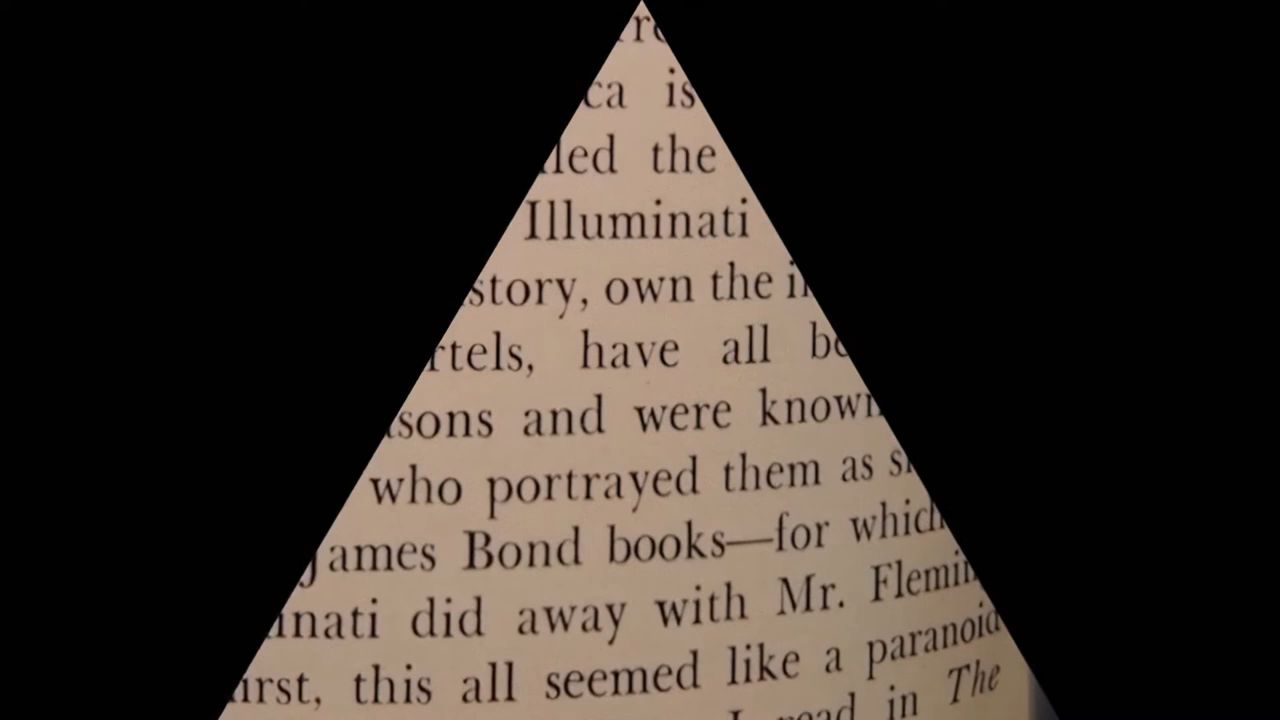 ca is
led the
Illuminati
story, own the
rtels, have all
sons and were known
who portrayed them as
James Bond books—for which
inati did away with Mr. Flemin
irst, this all seemed like a paranoid
read in The